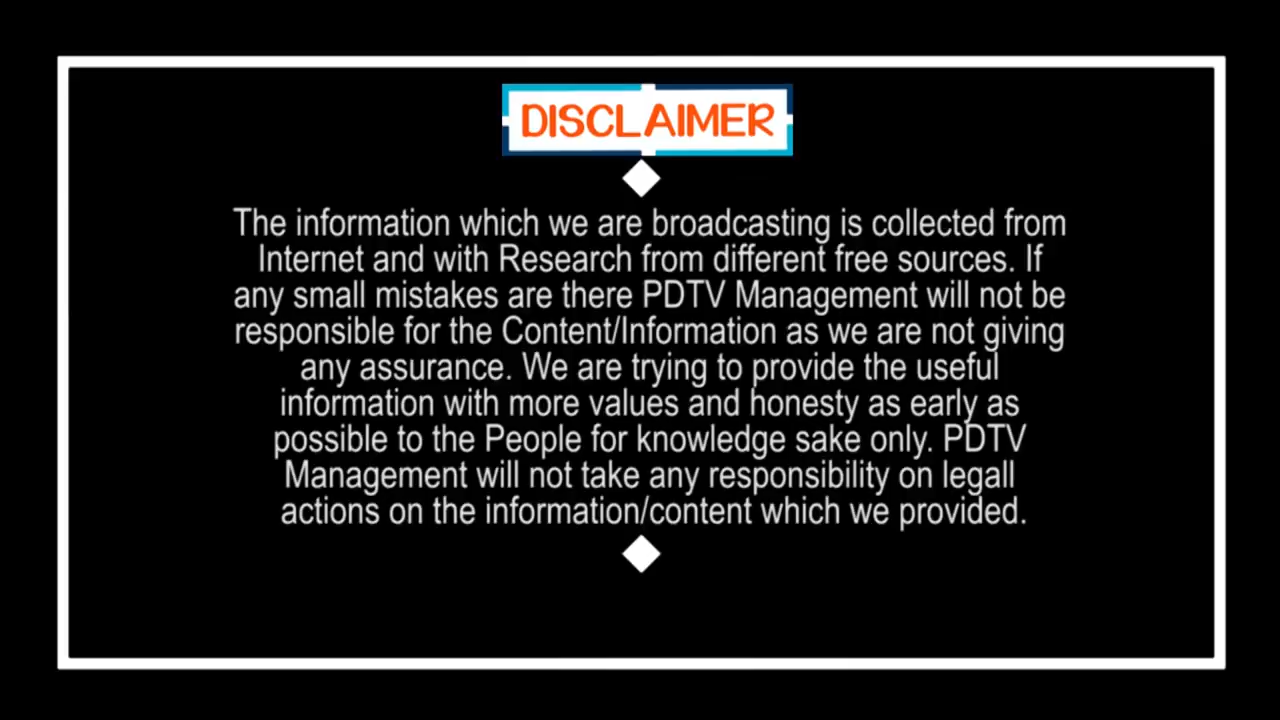 DISCLAIMER
The information which we are broadcasting is collected from
Internet and with Research from different free sources. If
any small mistakes are there PDTV Management will not be
responsible for the Content/Information as we are not giving
any assurance. We are trying to provide the useful
information with more values and honesty as early as
possible to the People for knowledge sake only. PDTV
Management will not take any responsibility on legall
actions on the information/content which we provided.